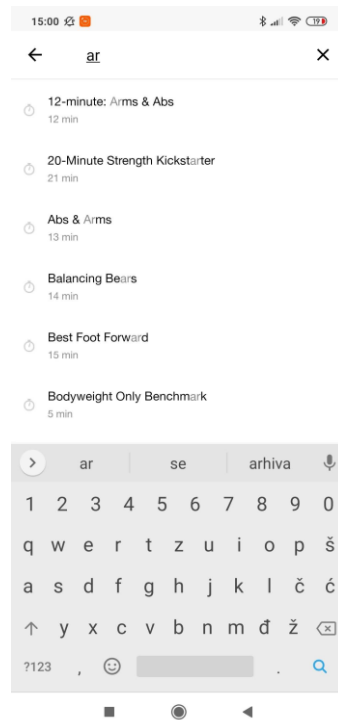 15:00 19
ar
12-minute: Arms & Abs
12 min
20-Minute Strength Kickstarter
21 min
Abs & Arms
13 min
Balancing Bears
14 min
Best Foot Forward
15 min
Bodyweight Only Benchmark
5 min
ar se arhiva
1 2 3 4 5 6 7 8 9 0
q w e r t z u i o p š
a s d f g h j k l č ć
y x c v b n m đ ž
?123 , .